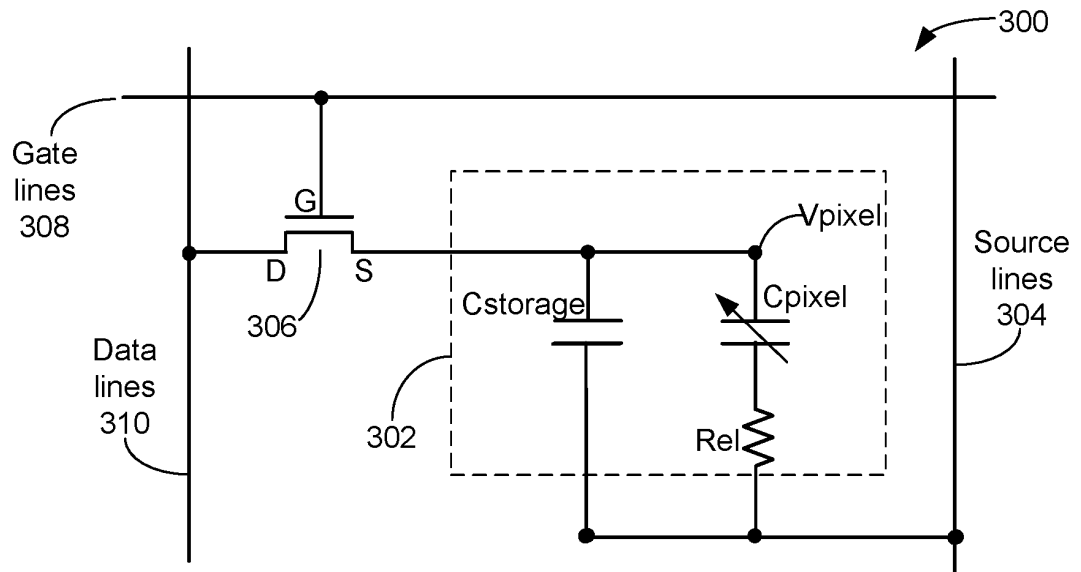 300
Gate
lines
308
G
D
S
306
Vpixel
Source
lines
304
Cstorage
Cpixel
Data
lines
310
302
Rel